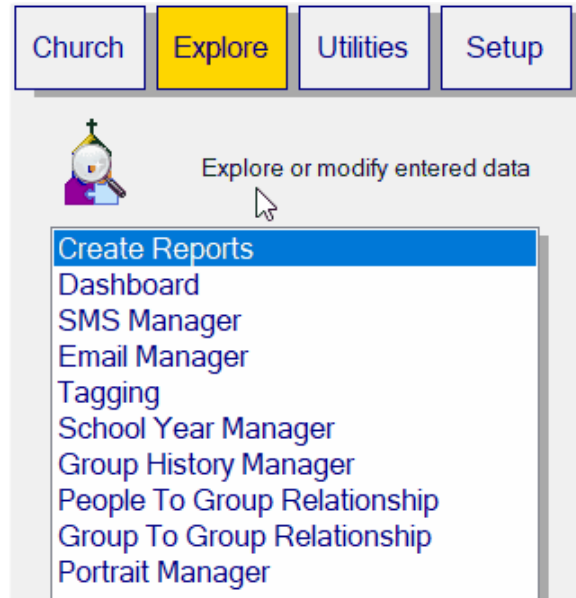 Church Explore Utilities Setup
Explore or modify entered data
Create Reports
Dashboard
SMS Manager
Email Manager
Tagging
School Year Manager
Group History Manager
People To Group Relationship
Group To Group Relationship
Portrait Manager